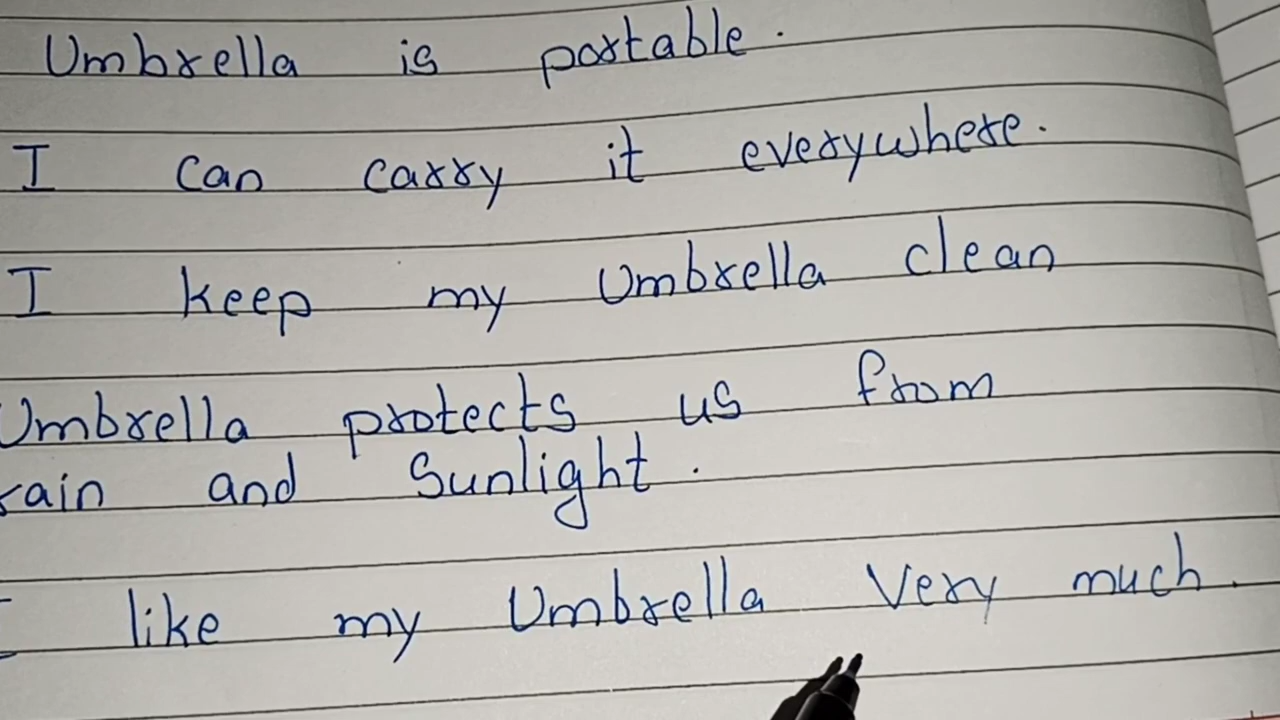 Umbrella is portable.
I can carry it everywhere.
I keep my Umbrella clean
Umbrella protects us from
rain and Sunlight.
I like my Umbrella Very much.